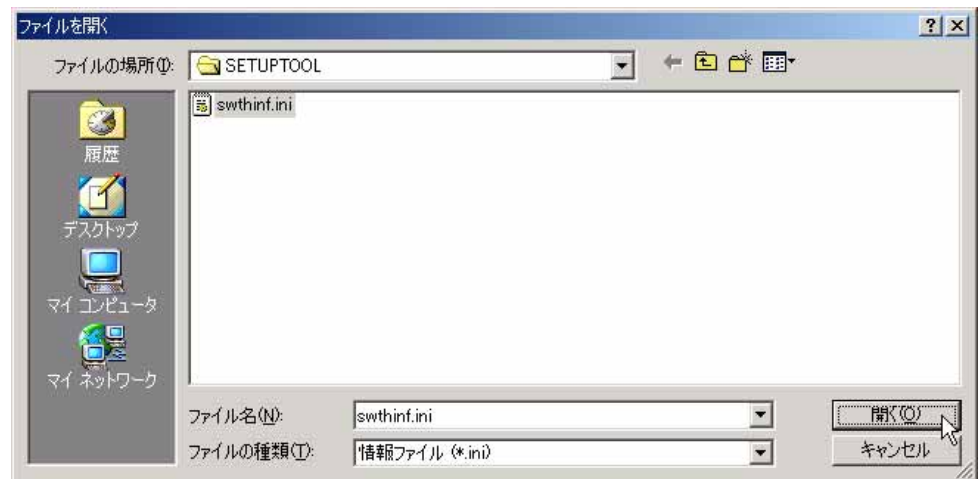 ファイルを開く
ファイルの場所(I): SETUPTOOL
swthinf.ini
履歴
デスクトップ
マイ コンピュータ
マイ ネットワーク
ファイル名(N): swthinf.ini 開く(O)
ファイルの種類(T): 情報ファイル (*.ini) キャンセル